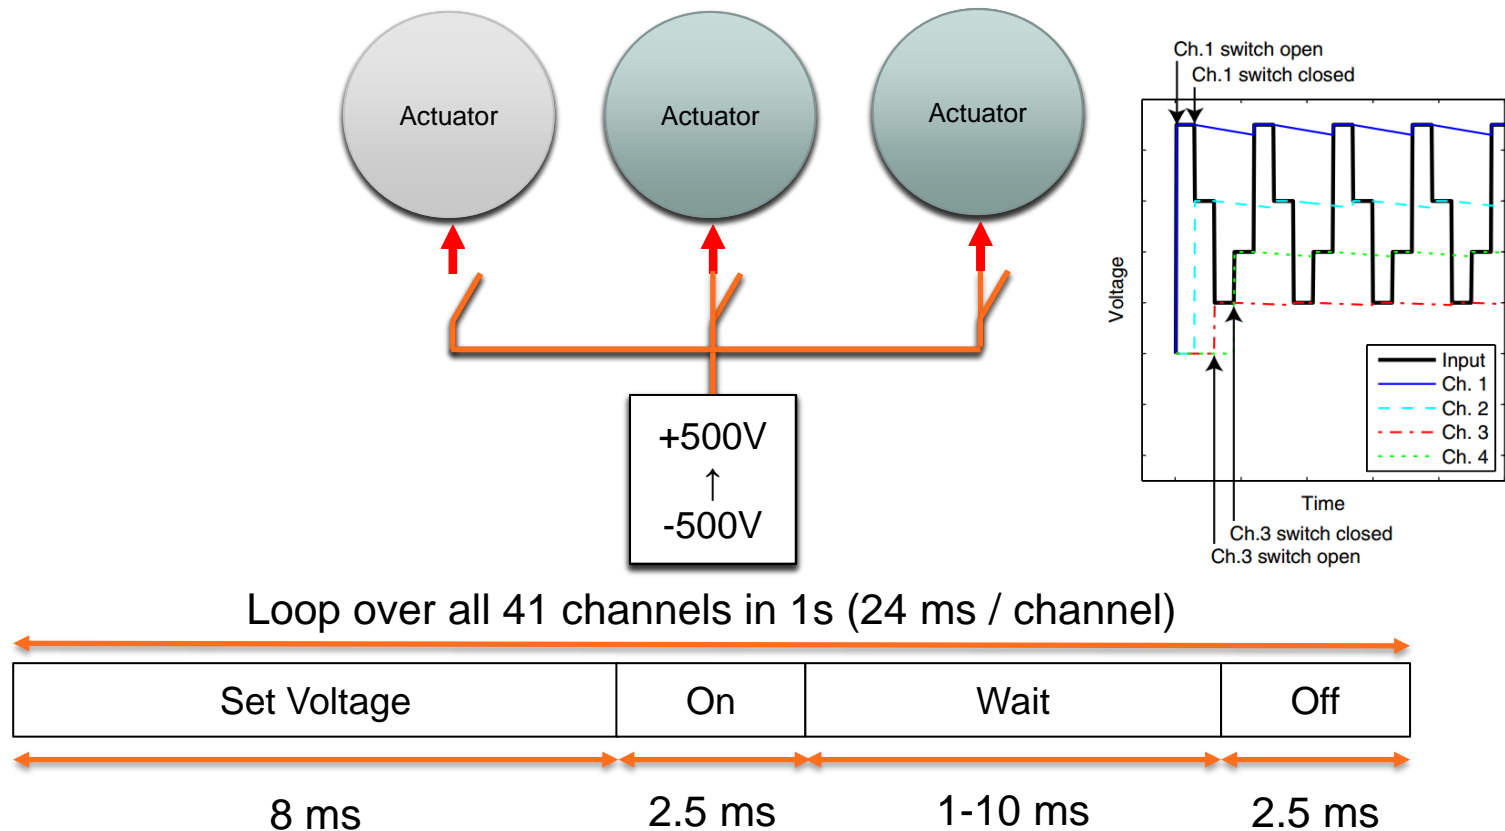 Actuator
Actuator
Actuator
+500V
↑
-500V
Ch.1 switch open
Ch.1 switch closed
Voltage
Input
Ch. 1
Ch. 2
Ch. 3
Ch. 4
Time
Ch.3 switch closed
Ch.3 switch open
Loop over all 41 channels in 1s (24 ms / channel)
Set Voltage
On
Wait
Off
8 ms
2.5 ms
1-10 ms
2.5 ms